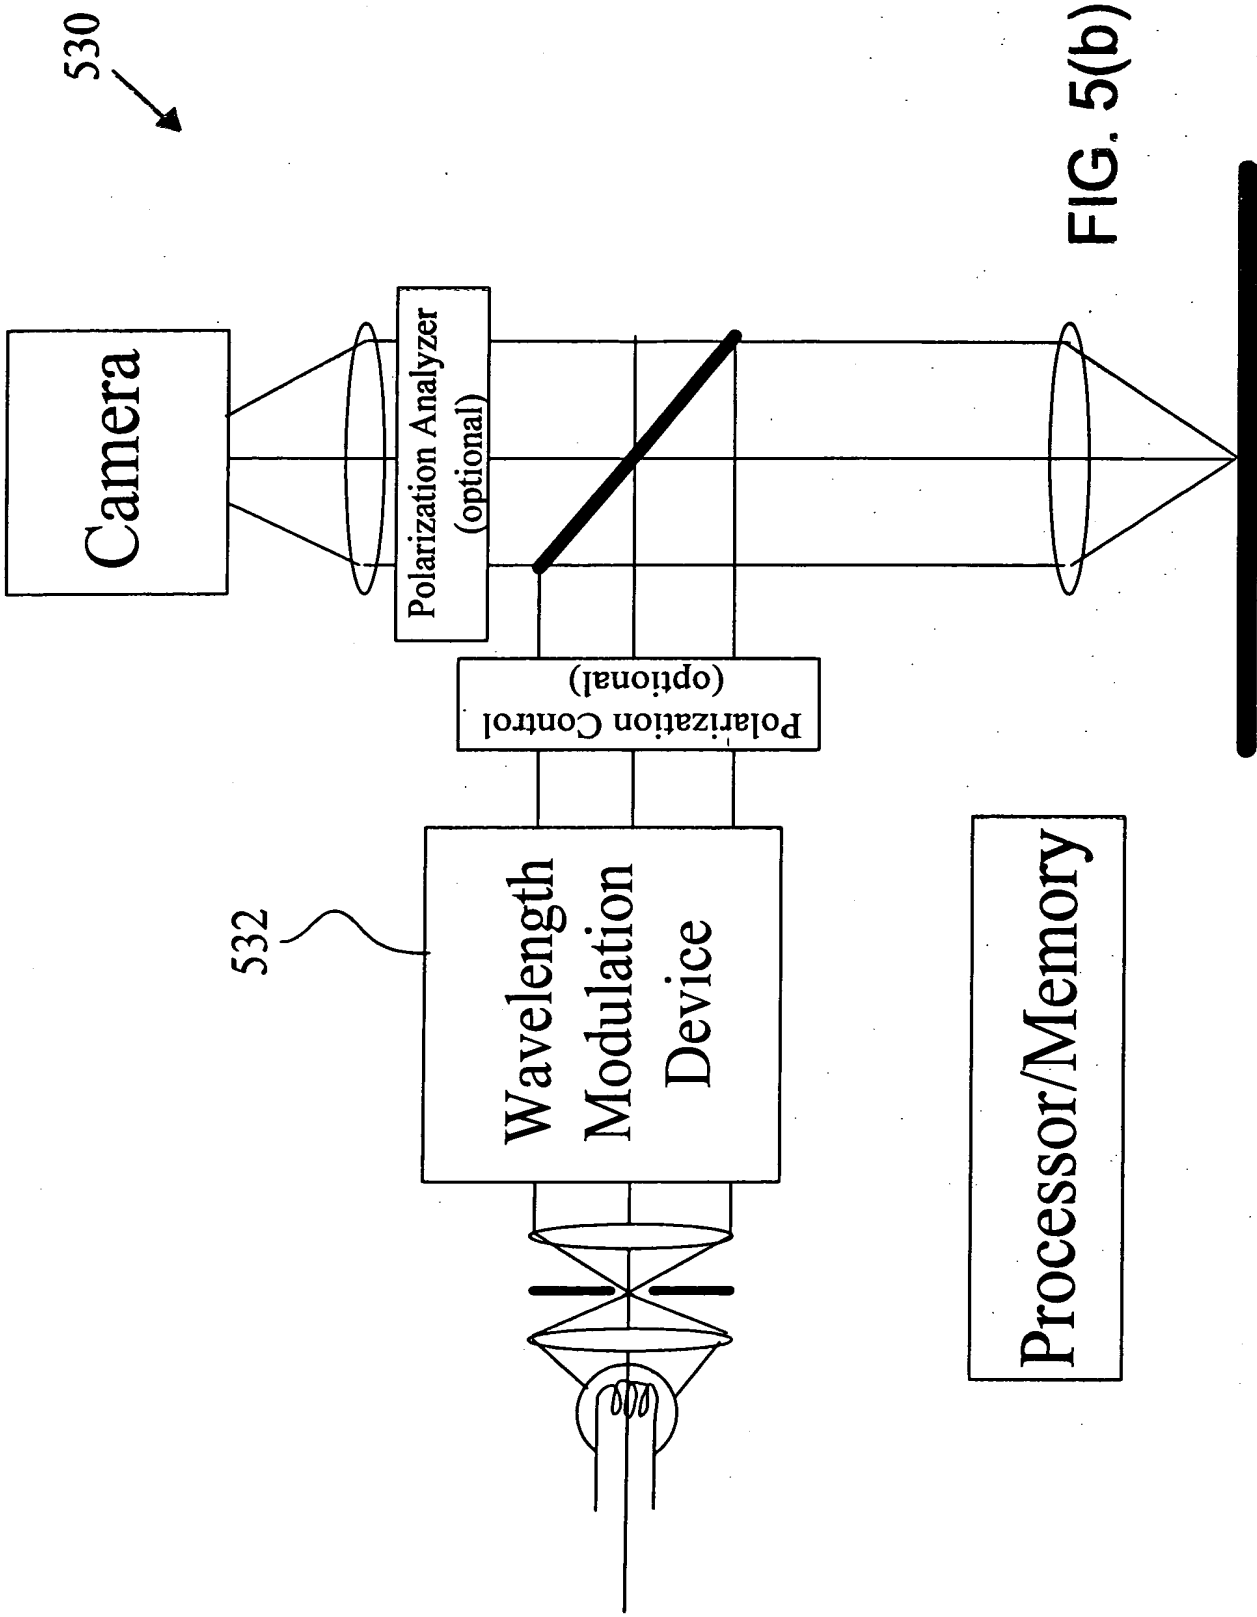 530
Camera
Polarization Analyzer
(optional)
Polarization Control
(optional)
532
Wavelength
Modulation
Device
Processor/Memory
FIG. 5(b)